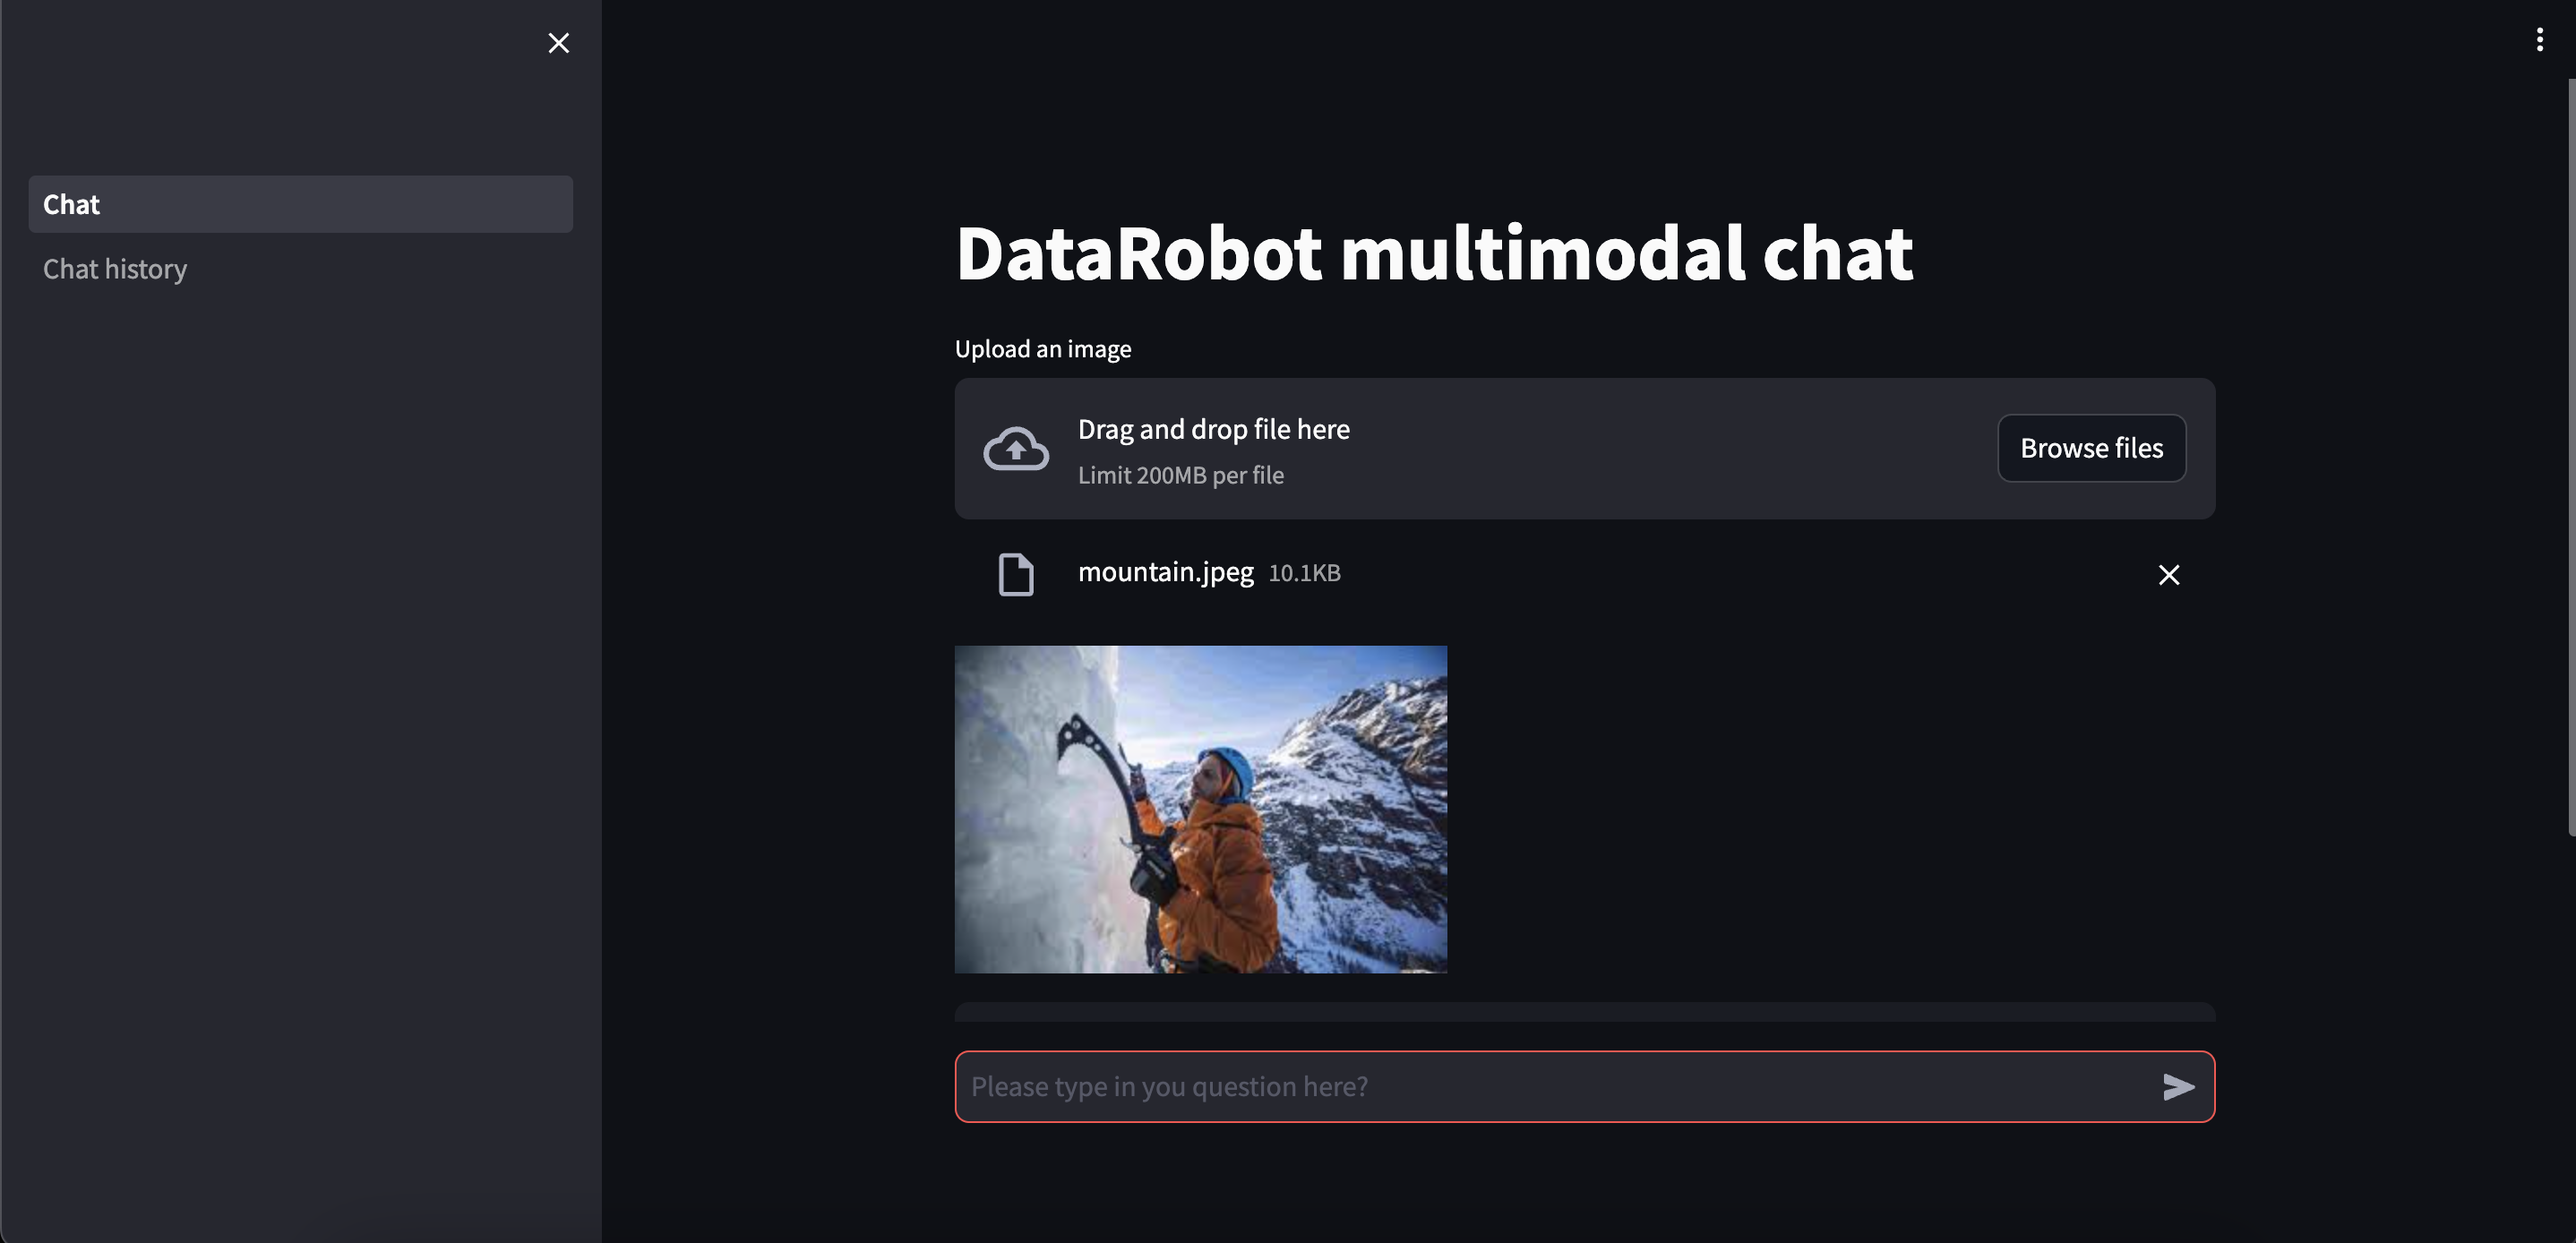 Chat
Chat history
DataRobot multimodal chat
Upload an image
Drag and drop file here
Limit 200MB per file
Browse files
mountain.jpeg 10.1KB
Please type in you question here?